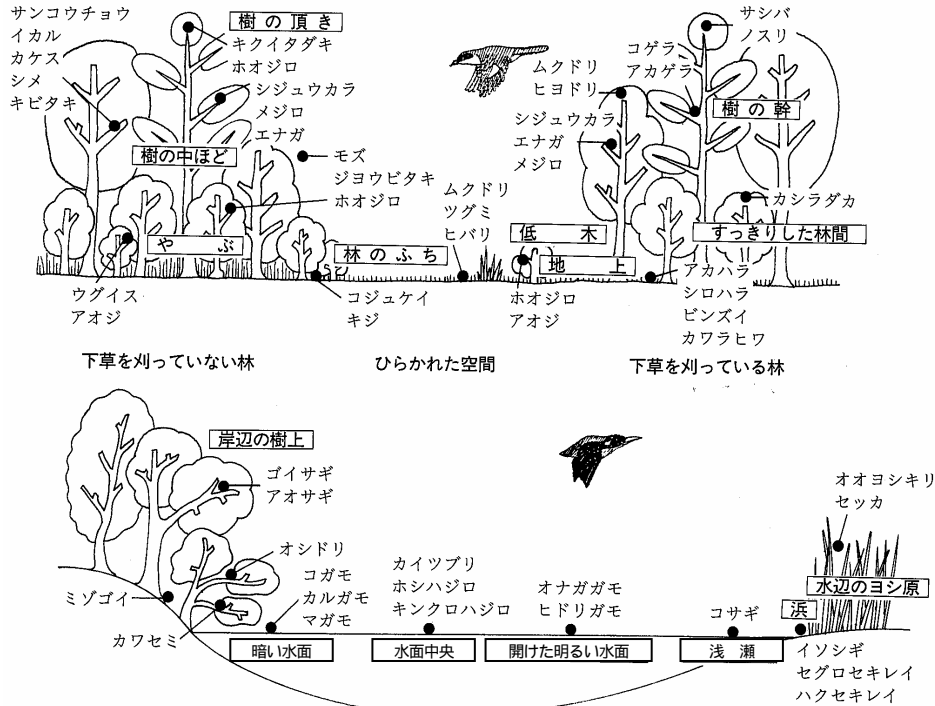 サンコウチョウ
イカル
カケス
シメ
キビタキ
樹の頂き
キクイタダキ
ホオジロ
シジュウカラ
メジロ
エナガ
樹の中ほど
モズ
ジヨウビタキ
ホオジロ
やぶ
ウグイス
アオジ
林のふち
コジュケイ
キジ
ムクドリ
ツグミ
ヒバリ
ムクドリ
ヒヨドリ
シジュウカラ
エナガ
メジロ
低木
地上
ホオジロ
アオジ
サシバ
ノスリ
コゲラ
アカゲラ
樹の幹
カシラダカ
すっきりした林間
アカハラ
シロハラ
ビンズイ
カワラヒワ
下草を刈っていない林
ひらかれた空間
下草を刈っている林
岸辺の樹上
ゴイサギ
アオサギ
オシドリ
コガモ
カルガモ
マガモ
ミゾゴイ
カワセミ
暗い水面
カイツブリ
ホシハジロ
キンクロハジロ
水面中央
オナガガモ
ヒドリガモ
開けた明るい水面
コサギ
浅瀬
オオヨシキリ
セッカ
水辺のヨシ原
浜
イソシギ
セグロセキレイ
ハクセキレイ